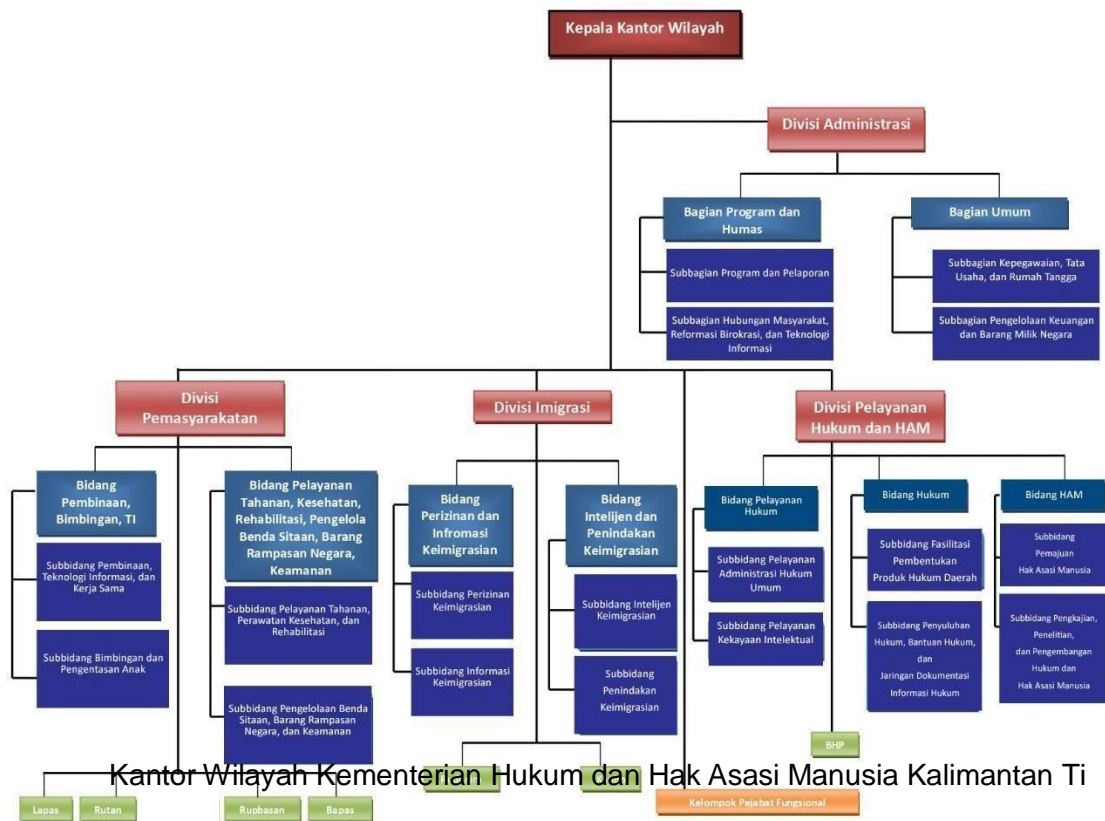 Kepala Kantor Wilayah
Divisi Administrasi
Bagian Program dan
Humas
Bagian Umum
Subbagian Program dan Pelaporan
Subbagian Kepegawaian, Tata
Usaha, dan Rumah Tangga
Subbagian Hubungan Masyarakat,
Reformasi Birokrasi, dan Teknologi
Informasi
Subbagian Pengelolaan Keuangan
dan Barang Milik Negara
Divisi
Pemasyarakatan
Divisi Imigrasi
Divisi Pelayanan
Hukum dan HAM
Bidang
Pembinaan,
Bimbingan, TI
Subbidang Pembinaan,
Teknologi Informasi, dan
Kerja Sama
Subbidang Bimbingan dan
Pengentasan Anak
Bidang Pelayanan
Tahanan, Kesehatan,
Rehabilitasi, Pengelola
Benda Sitaan, Barang
Rampasan Negara,
Keamanan
Subbidang Pelayanan Tahanan,
Perawatan Kesehatan, dan
Rehabilitasi
Subbidang Pengelolaan Benda
Sitaan, Barang Rampasan
Negara, dan Keamanan
Bidang
Perizinan dan
Infromasi
Keimigrasian
Subbidang Perizinan
Keimigrasian
Subbidang Informasi
Keimigrasian
Bidang
Intelijen dan
Penindakan
Keimigrasian
Subbidang Intelijen
Keimigrasian
Subbidang
Penindakan
Keimigrasian
Bidang Pelayanan
Hukum
Subbidang Pelayanan
Administrasi Hukum
Umum
Subbidang Pelayanan
Kekayaan Intelektual
Bidang Hukum
Subbidang Fasilitasi
Pembentukan
Produk Hukum Daerah
Subbidang Penyuluhan
Hukum, Bantuan Hukum,
dan
Jaringan Dokumentasi
Informasi Hukum
Bidang HAM
Subbidang
Pemajuan
Hak Asasi Manusia
Subbidang Pengkajian,
Penelitian,
dan Pengembangan
Hukum dan
Hak Asasi Manusia
BHP
Kantor Wilayah Kementerian Hukum dan Hak Asasi Manusia Kalimantan Ti
Lapas
Rutan
Rupbasan
Bapas
Kelompok Pejabat Fungsional